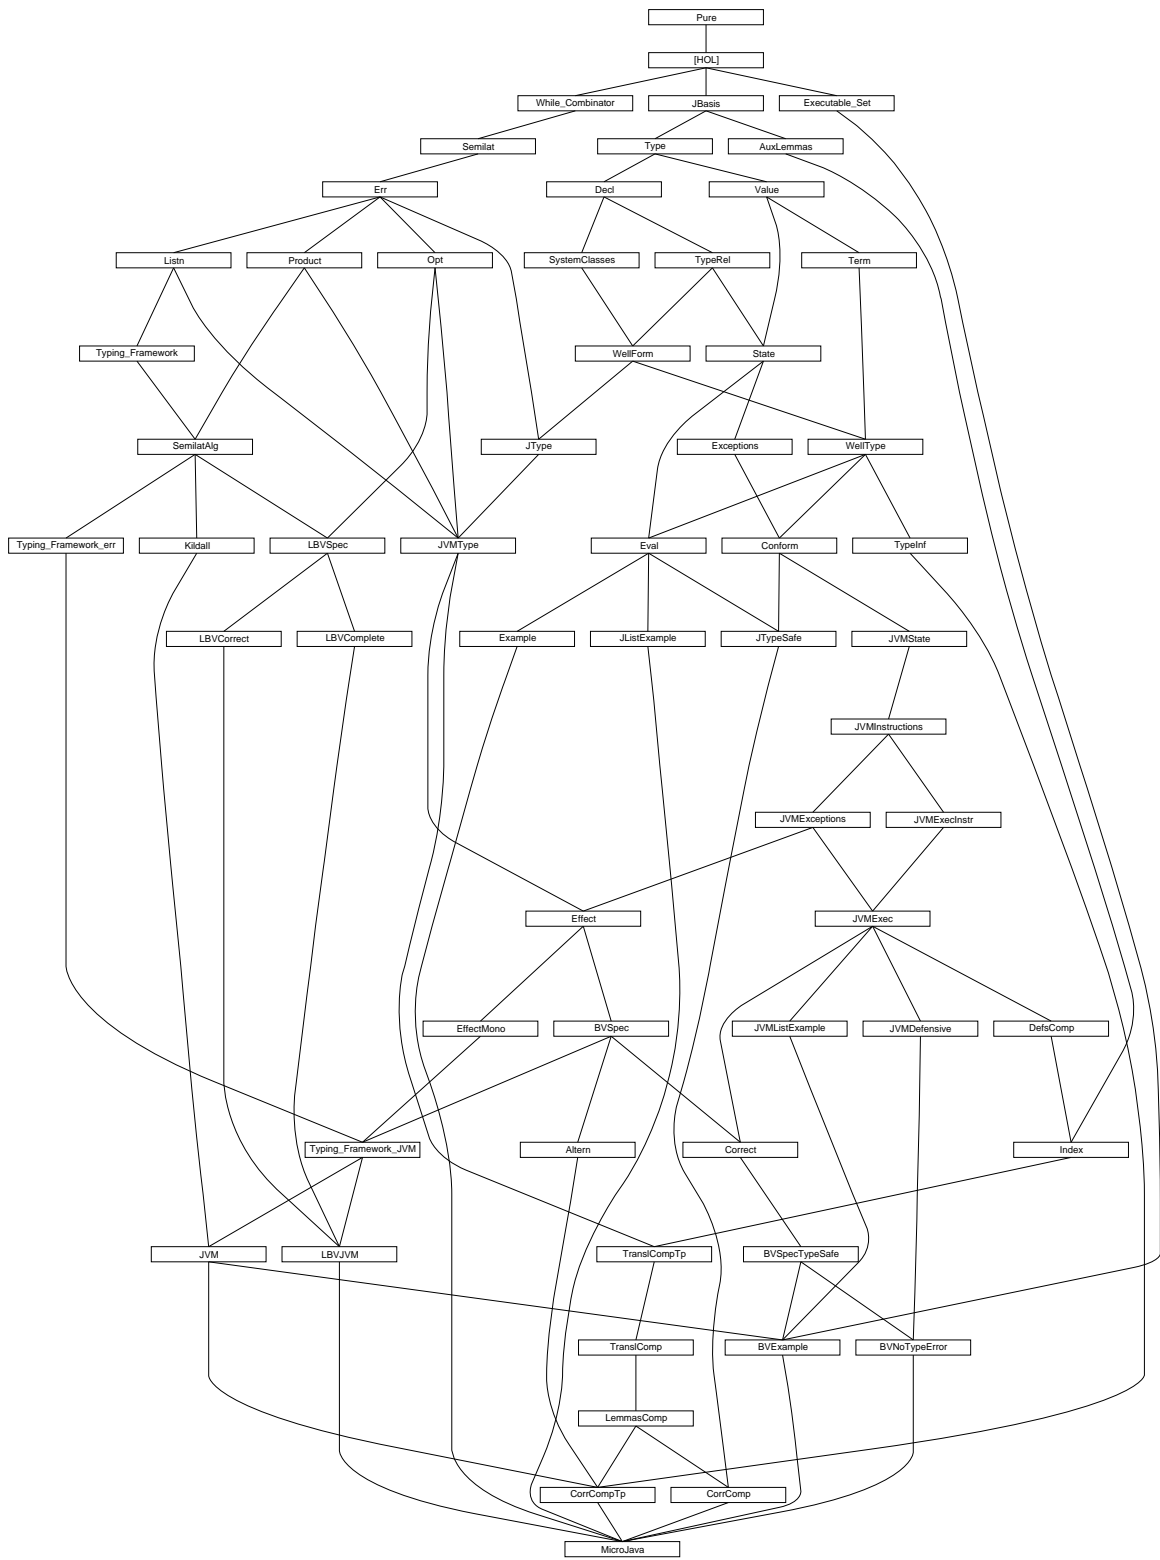 Pure
[HOL]
While_Combinator
JBasis
Executable_Set
Semilat
Type
AuxLemmas
Err
Decl
Value
Listn
Product
Opt
SystemClasses
TypeRel
Term
Typing_Framework
WellForm
State
SemilatAlg
JType
Exceptions
WellType
Typing_Framework_err
Kildall
LBVSpec
JVMType
Eval
Conform
TypeInf
LBVCorrect
LBVComplete
Example
JListExample
JTypeSafe
JVMState
JVMInstructions
JVMExceptions
JVMExecInstr
Effect
JVMExec
EffectMono
BVSpec
JVMListExample
JVMDefensive
DefsComp
Typing_Framework_JVM
Altern
Correct
Index
JVM
LBVJVM
TranslCompTp
BVSpecTypeSafe
TranslComp
BVExample
BVNoTypeError
LemmasComp
CorrCompTp
CorrComp
MicroJava